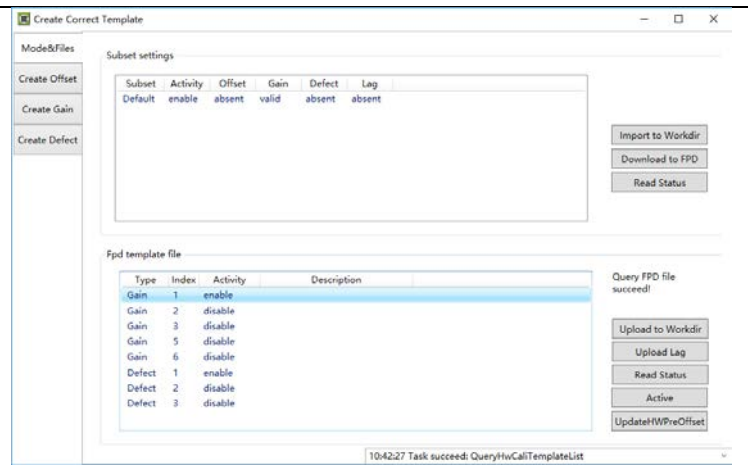 Create Correct Template
Mode&Files
Create Offset
Create Gain
Create Defect
Subset settings
Subset Activity Offset Gain Defect Lag
Default enable absent valid absent absent
Import to Workdir
Download to FPD
Read Status
Fpd template file
Type Index Activity Description
Gain 1 enable
Gain 2 disable
Gain 3 disable
Gain 5 disable
Gain 6 disable
Defect 1 enable
Defect 2 disable
Defect 3 disable
Query FPD file
succeed!
Upload to Workdir
Upload Lag
Read Status
Active
UpdateHWPreOffset
10:42:27 Task succeed: QueryHwCaliTemplateList